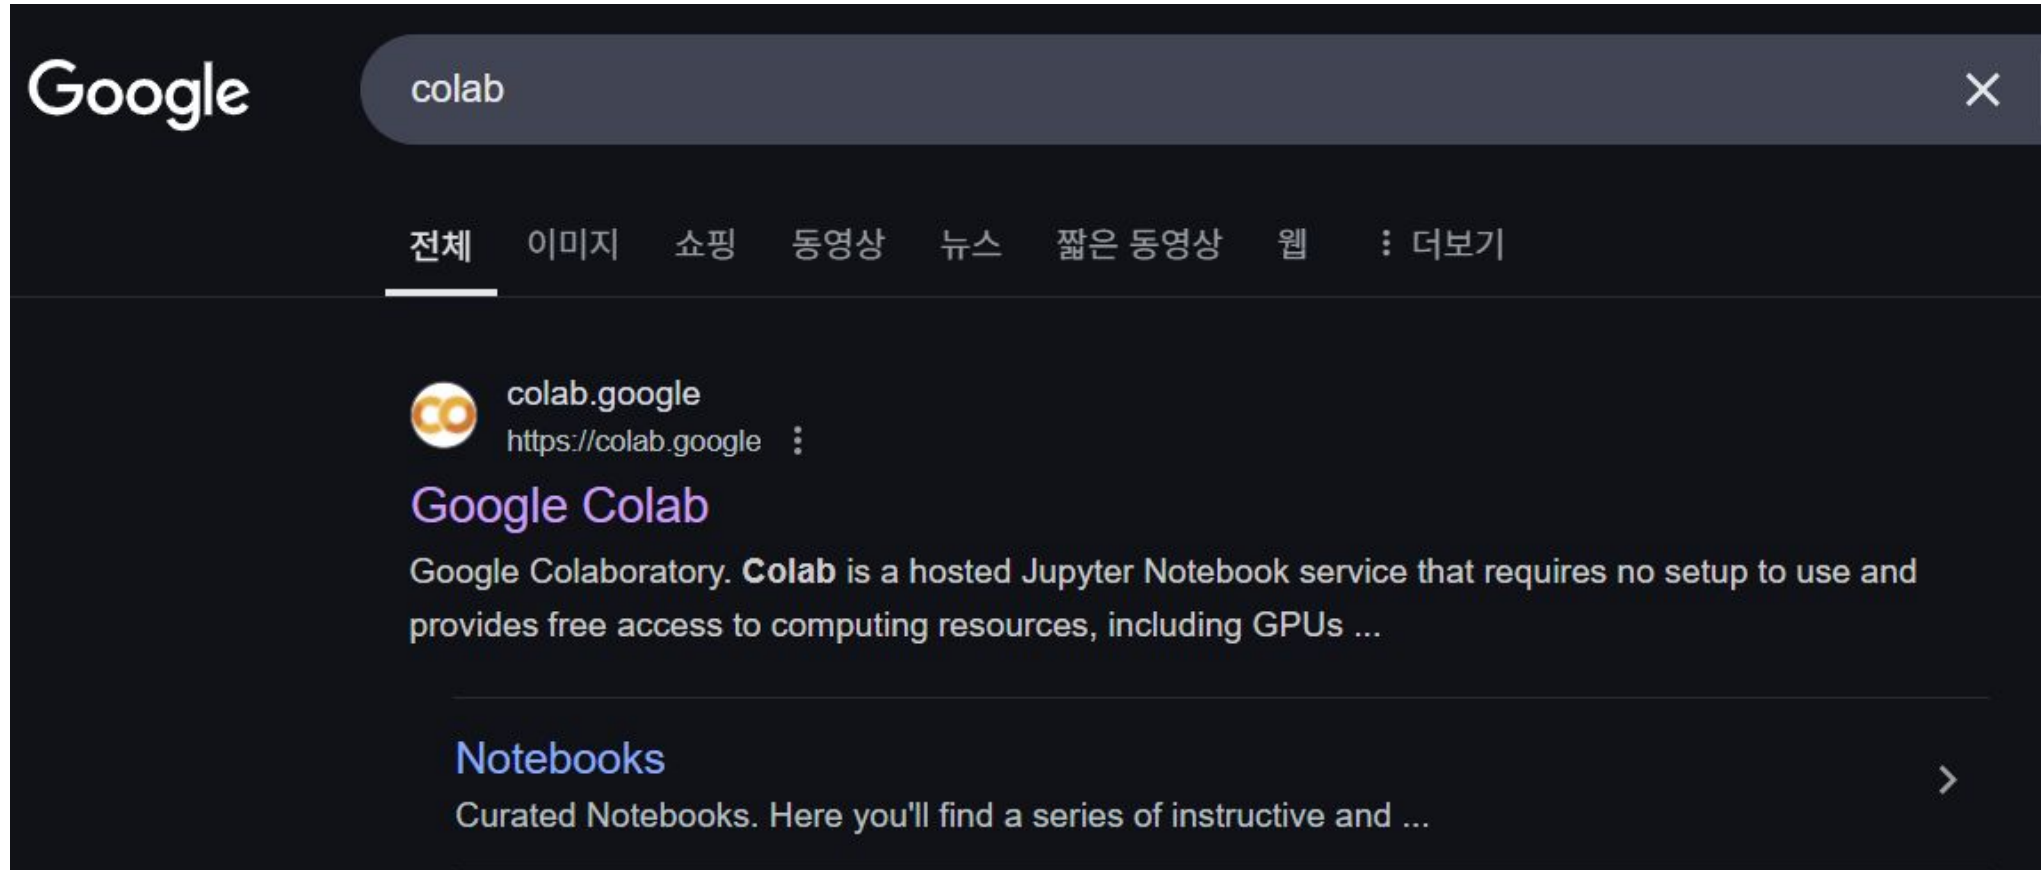 Google
colab
전체 이미지 쇼핑 동영상 뉴스 짧은 동영상 웹 더보기
CO
colab.google
https://colab.google
Google Colab
Google Colaboratory. Colab is a hosted Jupyter Notebook service that requires no setup to use and
provides free access to computing resources, including GPUs ...
Notebooks
Curated Notebooks. Here you'll find a series of instructive and ...